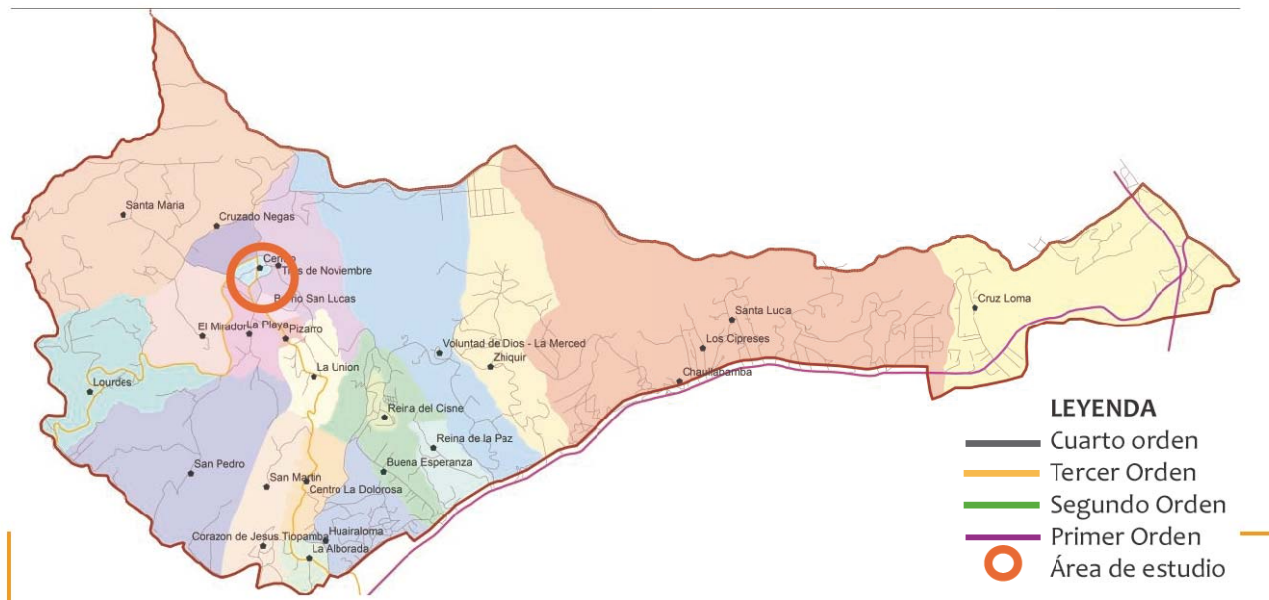 Santa Maria
Cruzado Negas
Centro
Tres de Noviembre
Barrio San Lucas
El Mirador
La Playa
Pizarro
Santa Luca
Cruz Loma
Los Cipreses
Voluntad de Dios - La Merced
Zhiquir
La Union
Chaullabamba
Lourdes
Reira del Cisne
Reina de la Paz
San Pedro
San Martin
Buena Esperanza
Centro La Dolorosa
Huairaloma
Corazon de Jesus Tiopamba
La Alborada
LEYENDA
Cuarto orden
Tercer Orden
Segundo Orden
Primer Orden
Área de estudio